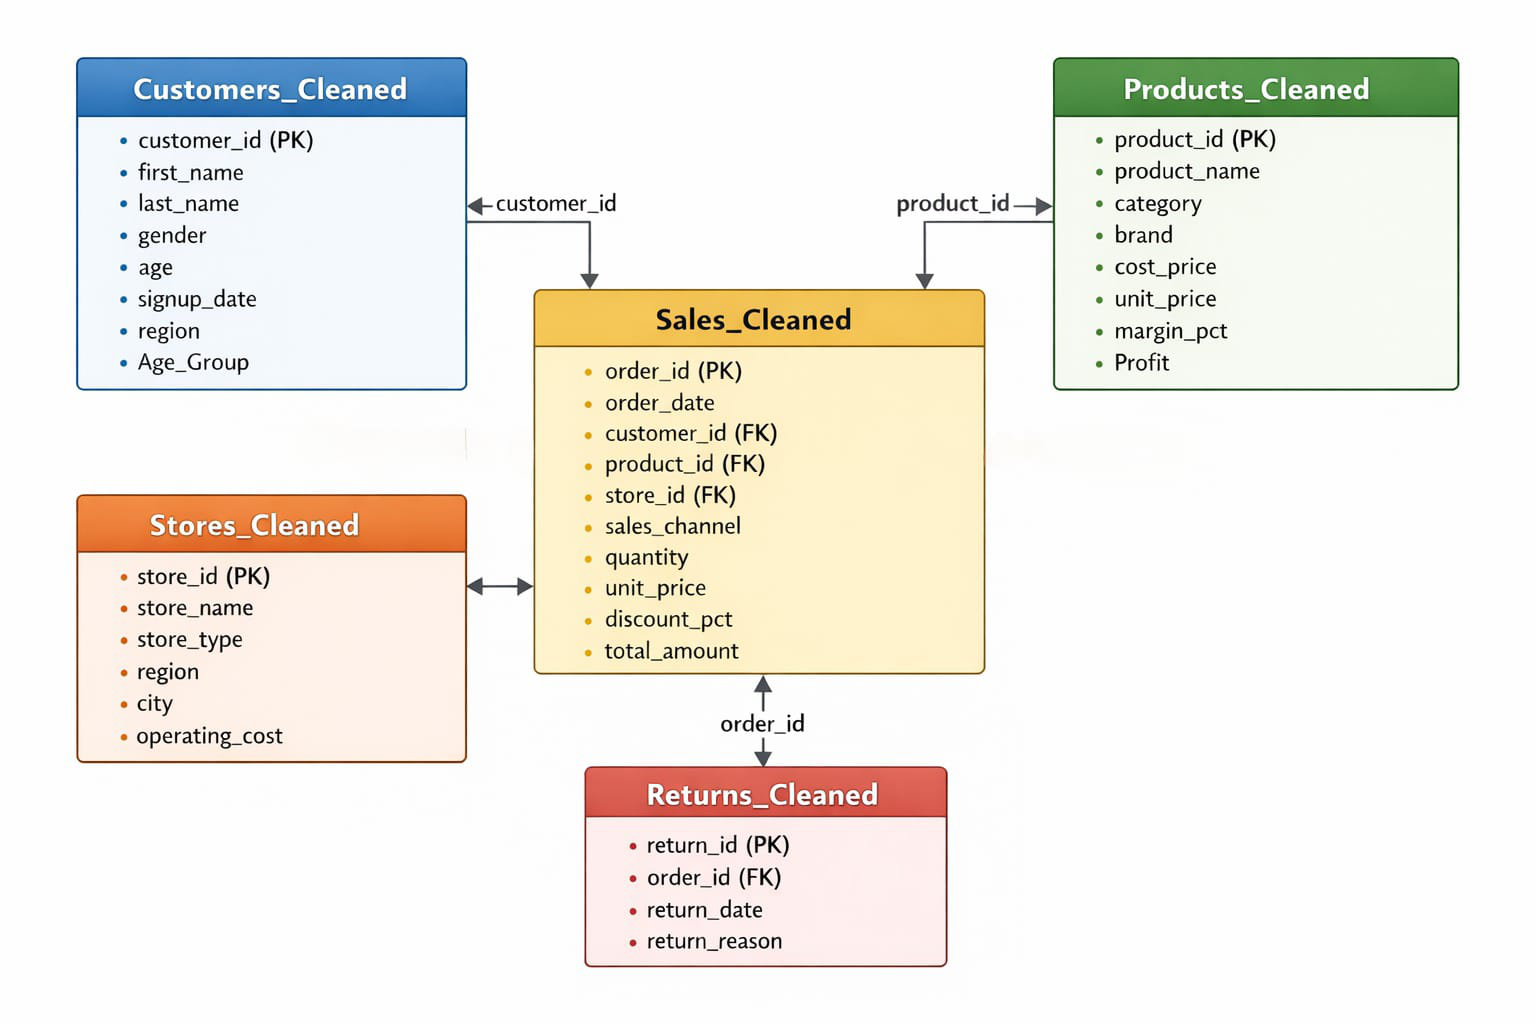 Customers_Cleaned
• customer_id (PK)
• first_name
• last_name
• gender
• age
• signup_date
• region
• Age_Group
customer_id
product_id
Products_Cleaned
• product_id (PK)
• product_name
• category
• brand
• cost_price
• unit_price
• margin_pct
• Profit
Sales_Cleaned
• order_id (PK)
• order_date
• customer_id (FK)
• product_id (FK)
• store_id (FK)
• sales_channel
• quantity
• unit_price
• discount_pct
• total_amount
Stores_Cleaned
• store_id (PK)
• store_name
• store_type
• region
• city
• operating_cost
order_id
Returns_Cleaned
• return_id (PK)
• order_id (FK)
• return_date
• return_reason